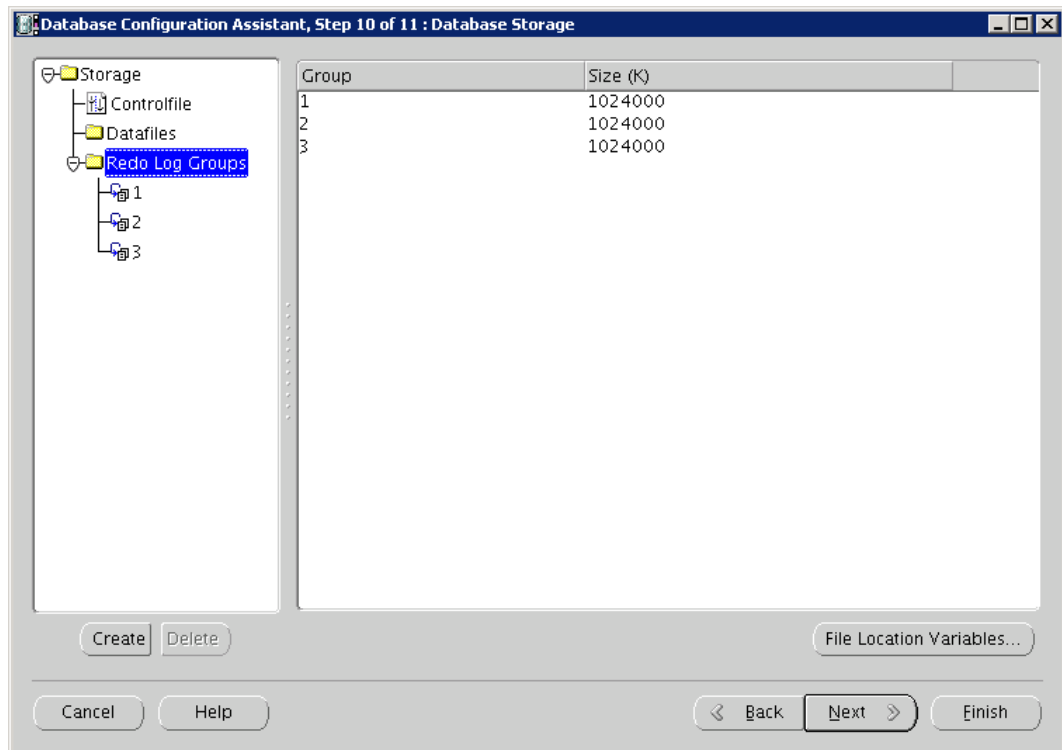 Database Configuration Assistant, Step 10 of 11 : Database Storage
Storage
Controlfile
Datafiles
Redo Log Groups
1
2
3
Group Size (K)
1 1024000
2 1024000
3 1024000
Create Delete File Location Variables...
Cancel Help Back Next Finish